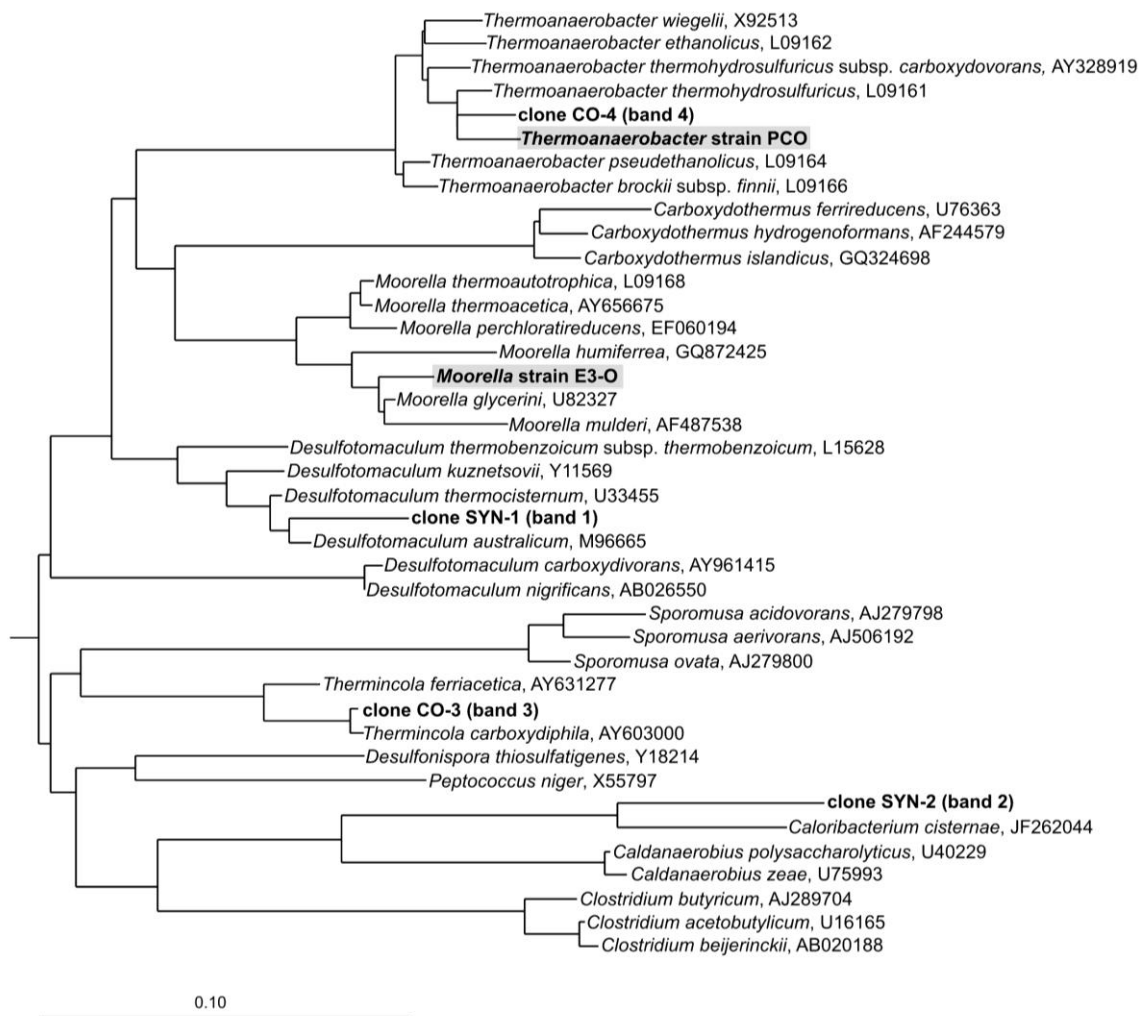 Thermoanaerobacter wiegelii, X92513
Thermoanaerobacter ethanolicus, L09162
Thermoanaerobacter thermohydrosulfuricus subsp. carboxydovorans, AY328919
Thermoanaerobacter thermohydrosulfuricus, L09161
clone CO-4 (band 4)
Thermoanaerobacter strain PCO
Thermoanaerobacter pseudethanolicus, L09164
Thermoanaerobacter brockii subsp. finnii, L09166
Carboxydothermus ferrireducens, U76363
Carboxydothermus hydrogenoformans, AF244579
Carboxydothermus islandicus, GQ324698
Moorella thermoautotrophica, L09168
Moorella thermoacetica, AY656675
Moorella perchloratireducens, EF060194
Moorella humiferrea, GQ872425
Moorella strain E3-O
Moorella glycerini, U82327
Moorella mulderi, AF487538
Desulfotomaculum thermobenzoicum subsp. thermobenzoicum, L15628
Desulfotomaculum kuznetsovii, Y11569
Desulfotomaculum thermocisternum, U33455
clone SYN-1 (band 1)
Desulfotomaculum australicum, M96665
Desulfotomaculum carboxydivorans, AY961415
Desulfotomaculum nigrificans, AB026550
Sporomusa acidovorans, AJ279798
Sporomusa aerivorans, AJ506192
Sporomusa ovata, AJ279800
Thermincola ferriacetica, AY631277
clone CO-3 (band 3)
Thermincola carboxydiphila, AY603000
Desulfonispora thiosulfatigenes, Y18214
Peptococcus niger, X55797
clone SYN-2 (band 2)
Caloribacterium cisternae, JF262044
Caldanaerobius polysaccharolyticus, U40229
Caldanaerobius zeae, U75993
Clostridium butyricum, AJ289704
Clostridium acetobutylicum, U16165
Clostridium beijerinckii, AB020188
0.10